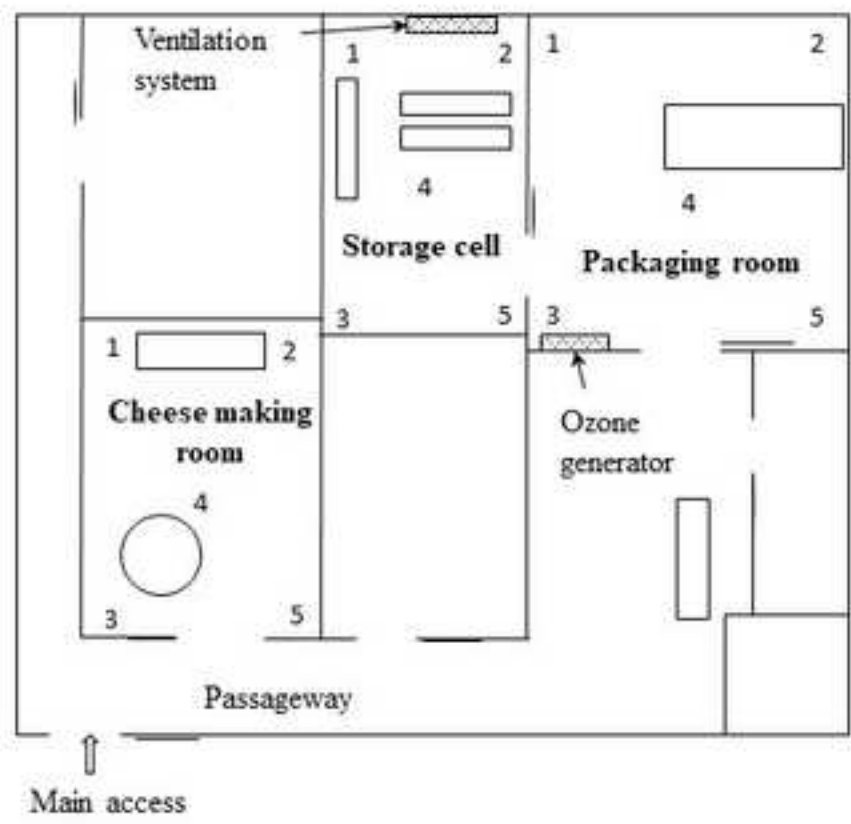 Ventilation
system
1
2
1
2
4
4
Storage cell
Packaging room
3
5
3
5
1
2
Cheese making
room
Ozone
generator
4
3
5
Passageway
Main access